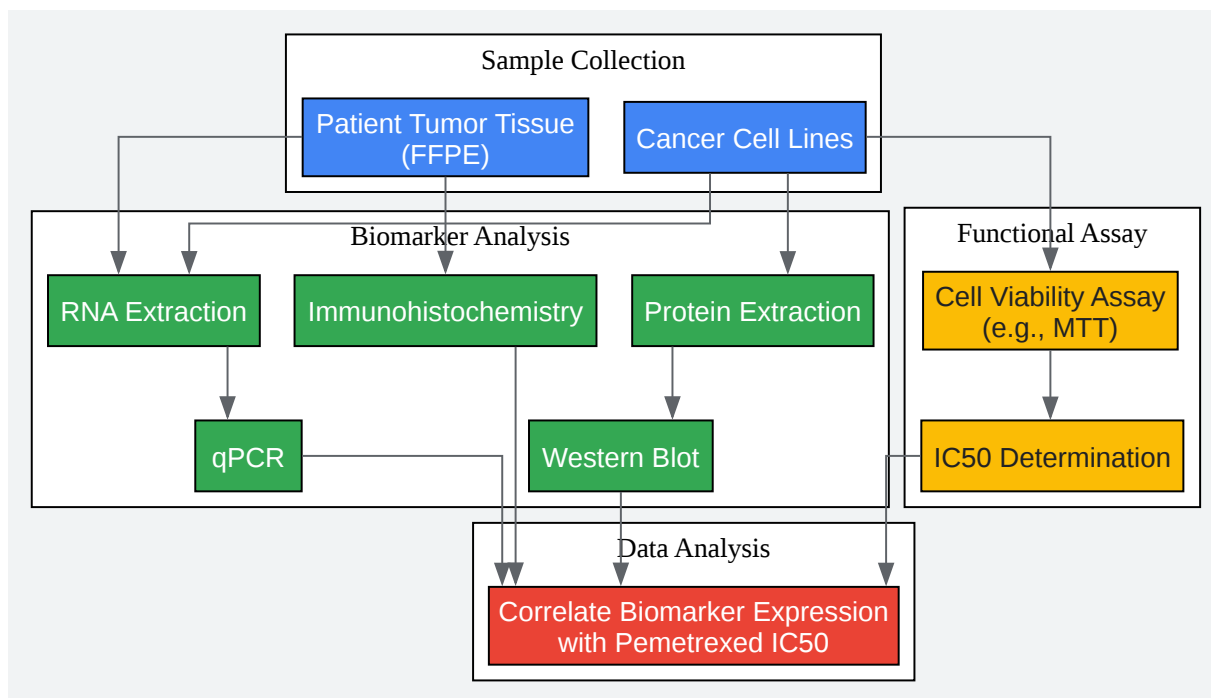 Sample Collection
Patient Tumor Tissue
(FFPE)
Cancer Cell Lines
Biomarker Analysis
Functional Assay
RNA Extraction
Immunohistochemistry
Protein Extraction
Cell Viability Assay
(e.g., MTT)
qPCR
Western Blot
IC50 Determination
Data Analysis
Correlate Biomarker Expression
with Pemetrexed IC50